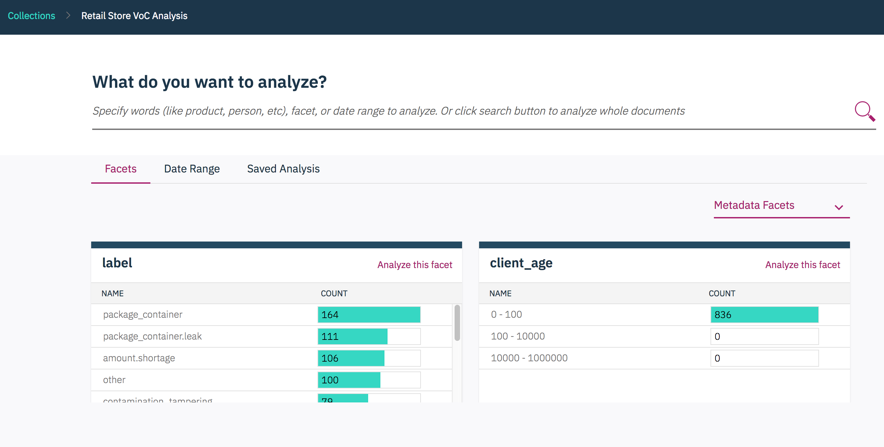 Collections > Retail Store VoC Analysis
What do you want to analyze?
Specify words (like product, person, etc), facet, or date range to analyze. Or click search button to analyze whole documents
Facets Date Range Saved Analysis
Metadata Facets
label Analyze this facet
NAME COUNT
package_container 164
package_container.leak 111
amount.shortage 106
other 100
contamination_tampering 79
client_age Analyze this facet
NAME COUNT
0 - 100 836
100 - 10000 0
10000 - 1000000 0